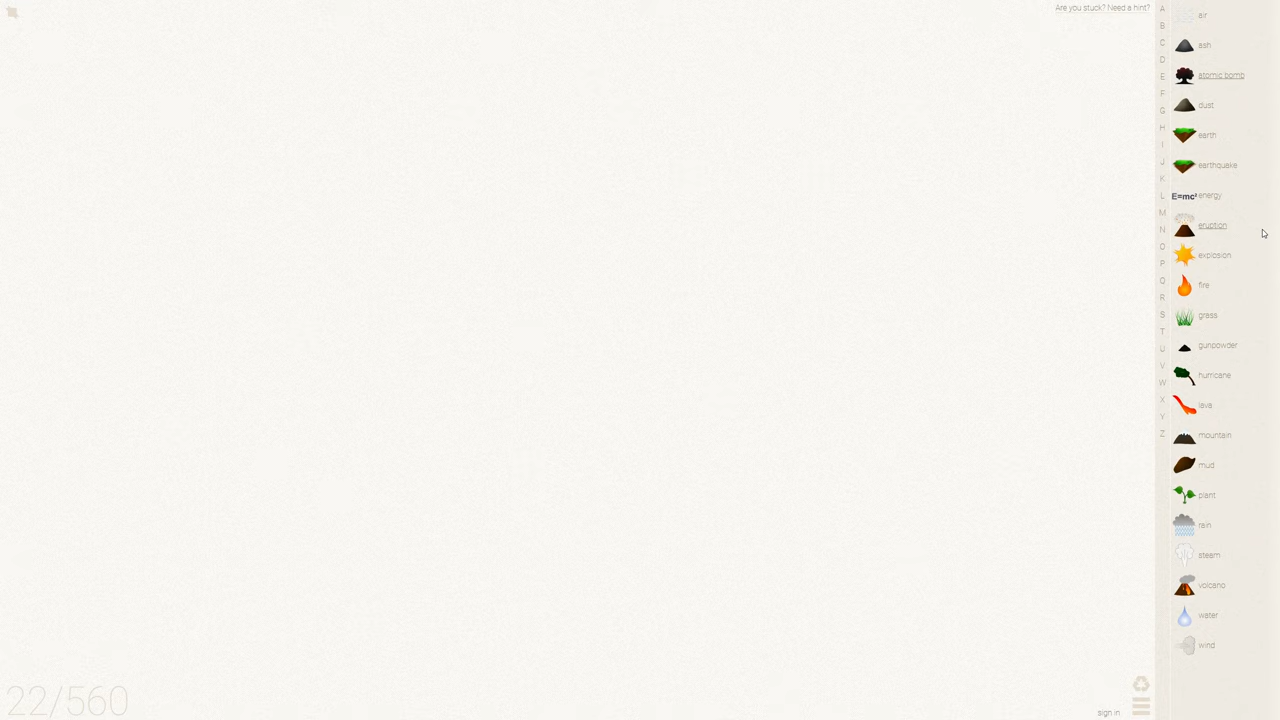 Are you stuck? Need a hint?
A
B
C
D
E
F
G
H
I
J
K
L
M
N
O
P
Q
R
S
T
U
V
W
X
Y
Z
air
ash
atomic bomb
dust
earth
earthquake
E=mc² energy
eruption
explosion
fire
grass
gunpowder
hurricane
lava
mountain
mud
plant
rain
steam
volcano
water
wind
22/560
sign in